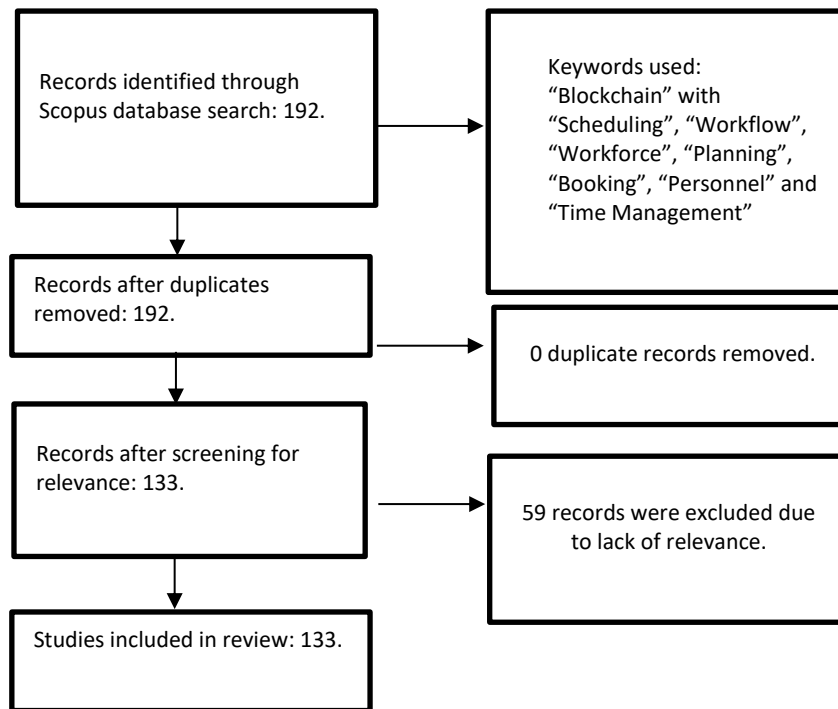 Records identified through
Scopus database search: 192.
Keywords used:
“Blockchain” with
“Scheduling”, “Workflow”,
“Workforce”, “Planning”,
“Booking”, “Personnel” and
“Time Management”
Records after duplicates
removed: 192.
0 duplicate records removed.
Records after screening for
relevance: 133.
59 records were excluded due
to lack of relevance.
Studies included in review: 133.